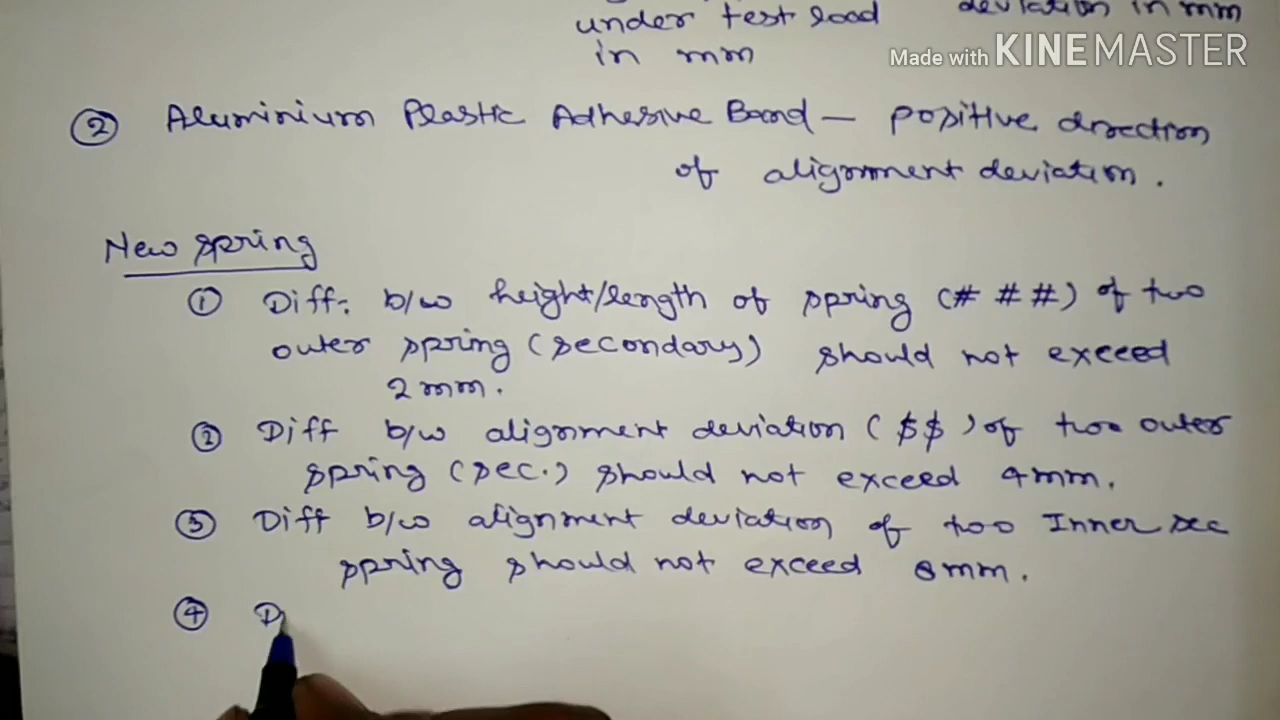 under test load deviation in mm
in mm
Made with KINEMASTER
② Aluminium Plastic Adhesive Band – positive direction
of alignment deviation.
New spring
① Diff: b/w height/length of spring (# # #) of two
outer spring (secondary) should not exceed
2 mm.
② Diff b/w alignment deviation ($$) of two outer
spring (sec.) should not exceed 4mm.
③ Diff b/w alignment deviation of two Inner sec
spring should not exceed mm.
④ D